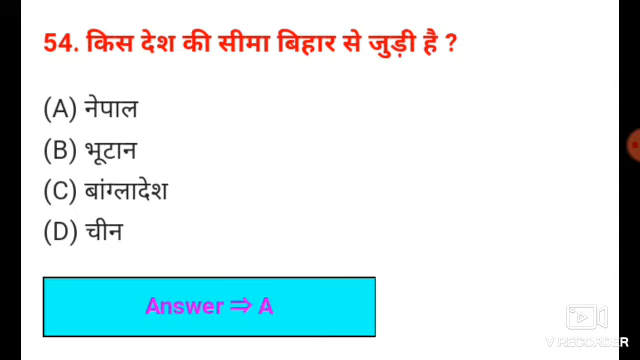 54. किस देश की सीमा बिहार से जुड़ी है ?
(A) नेपाल
(B) भूटान
(C) बांग्लादेश
(D) चीन
Answer ⇒ A
V RECORDER